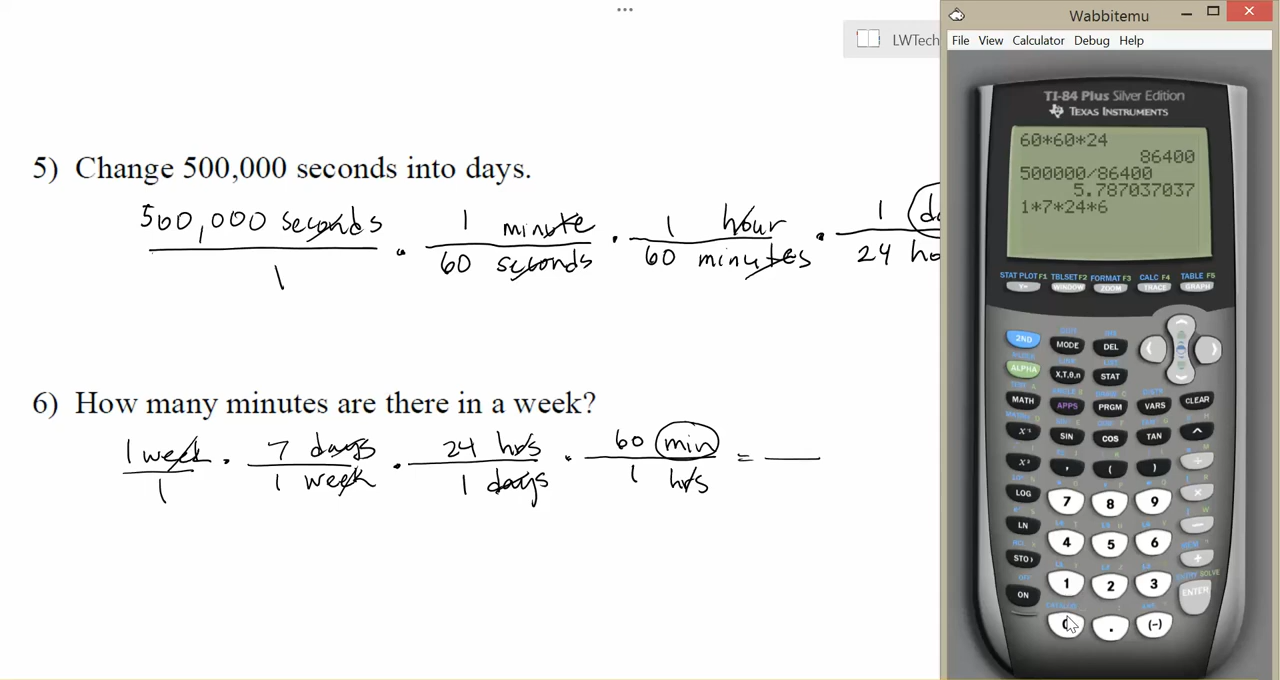 LWTech
Wabbitemu
File View Calculator Debug Help
TI-84 Plus Silver Edition
TEXAS INSTRUMENTS
60*60*24
86400
500000/86400
5.787037037
1*7*24*6
5) Change 500,000 seconds into days.
500,000 seconds 1 minute 1 hour 1
1 · 60 seconds · 60 minutes · 24
6) How many minutes are there in a week?
1 week 7 days 24 hrs 60 min
1 · 1 week · 1 days · 1 hrs = 
STAT PLOT F1 TBLSET F2 FORMAT F3 CALC F4 TABLE F5
Y= WINDOW ZOOM TRACE GRAPH
2ND MODE DEL
ALPHA X,T,θ,n STAT
MATH APPS PRGM VARS CLEAR
SIN COS TAN ^
x² , ( )
LOG 7 8 9 ×
LN 4 5 6 −
STO 1 2 3 +
ON 0 . (-) ENTER